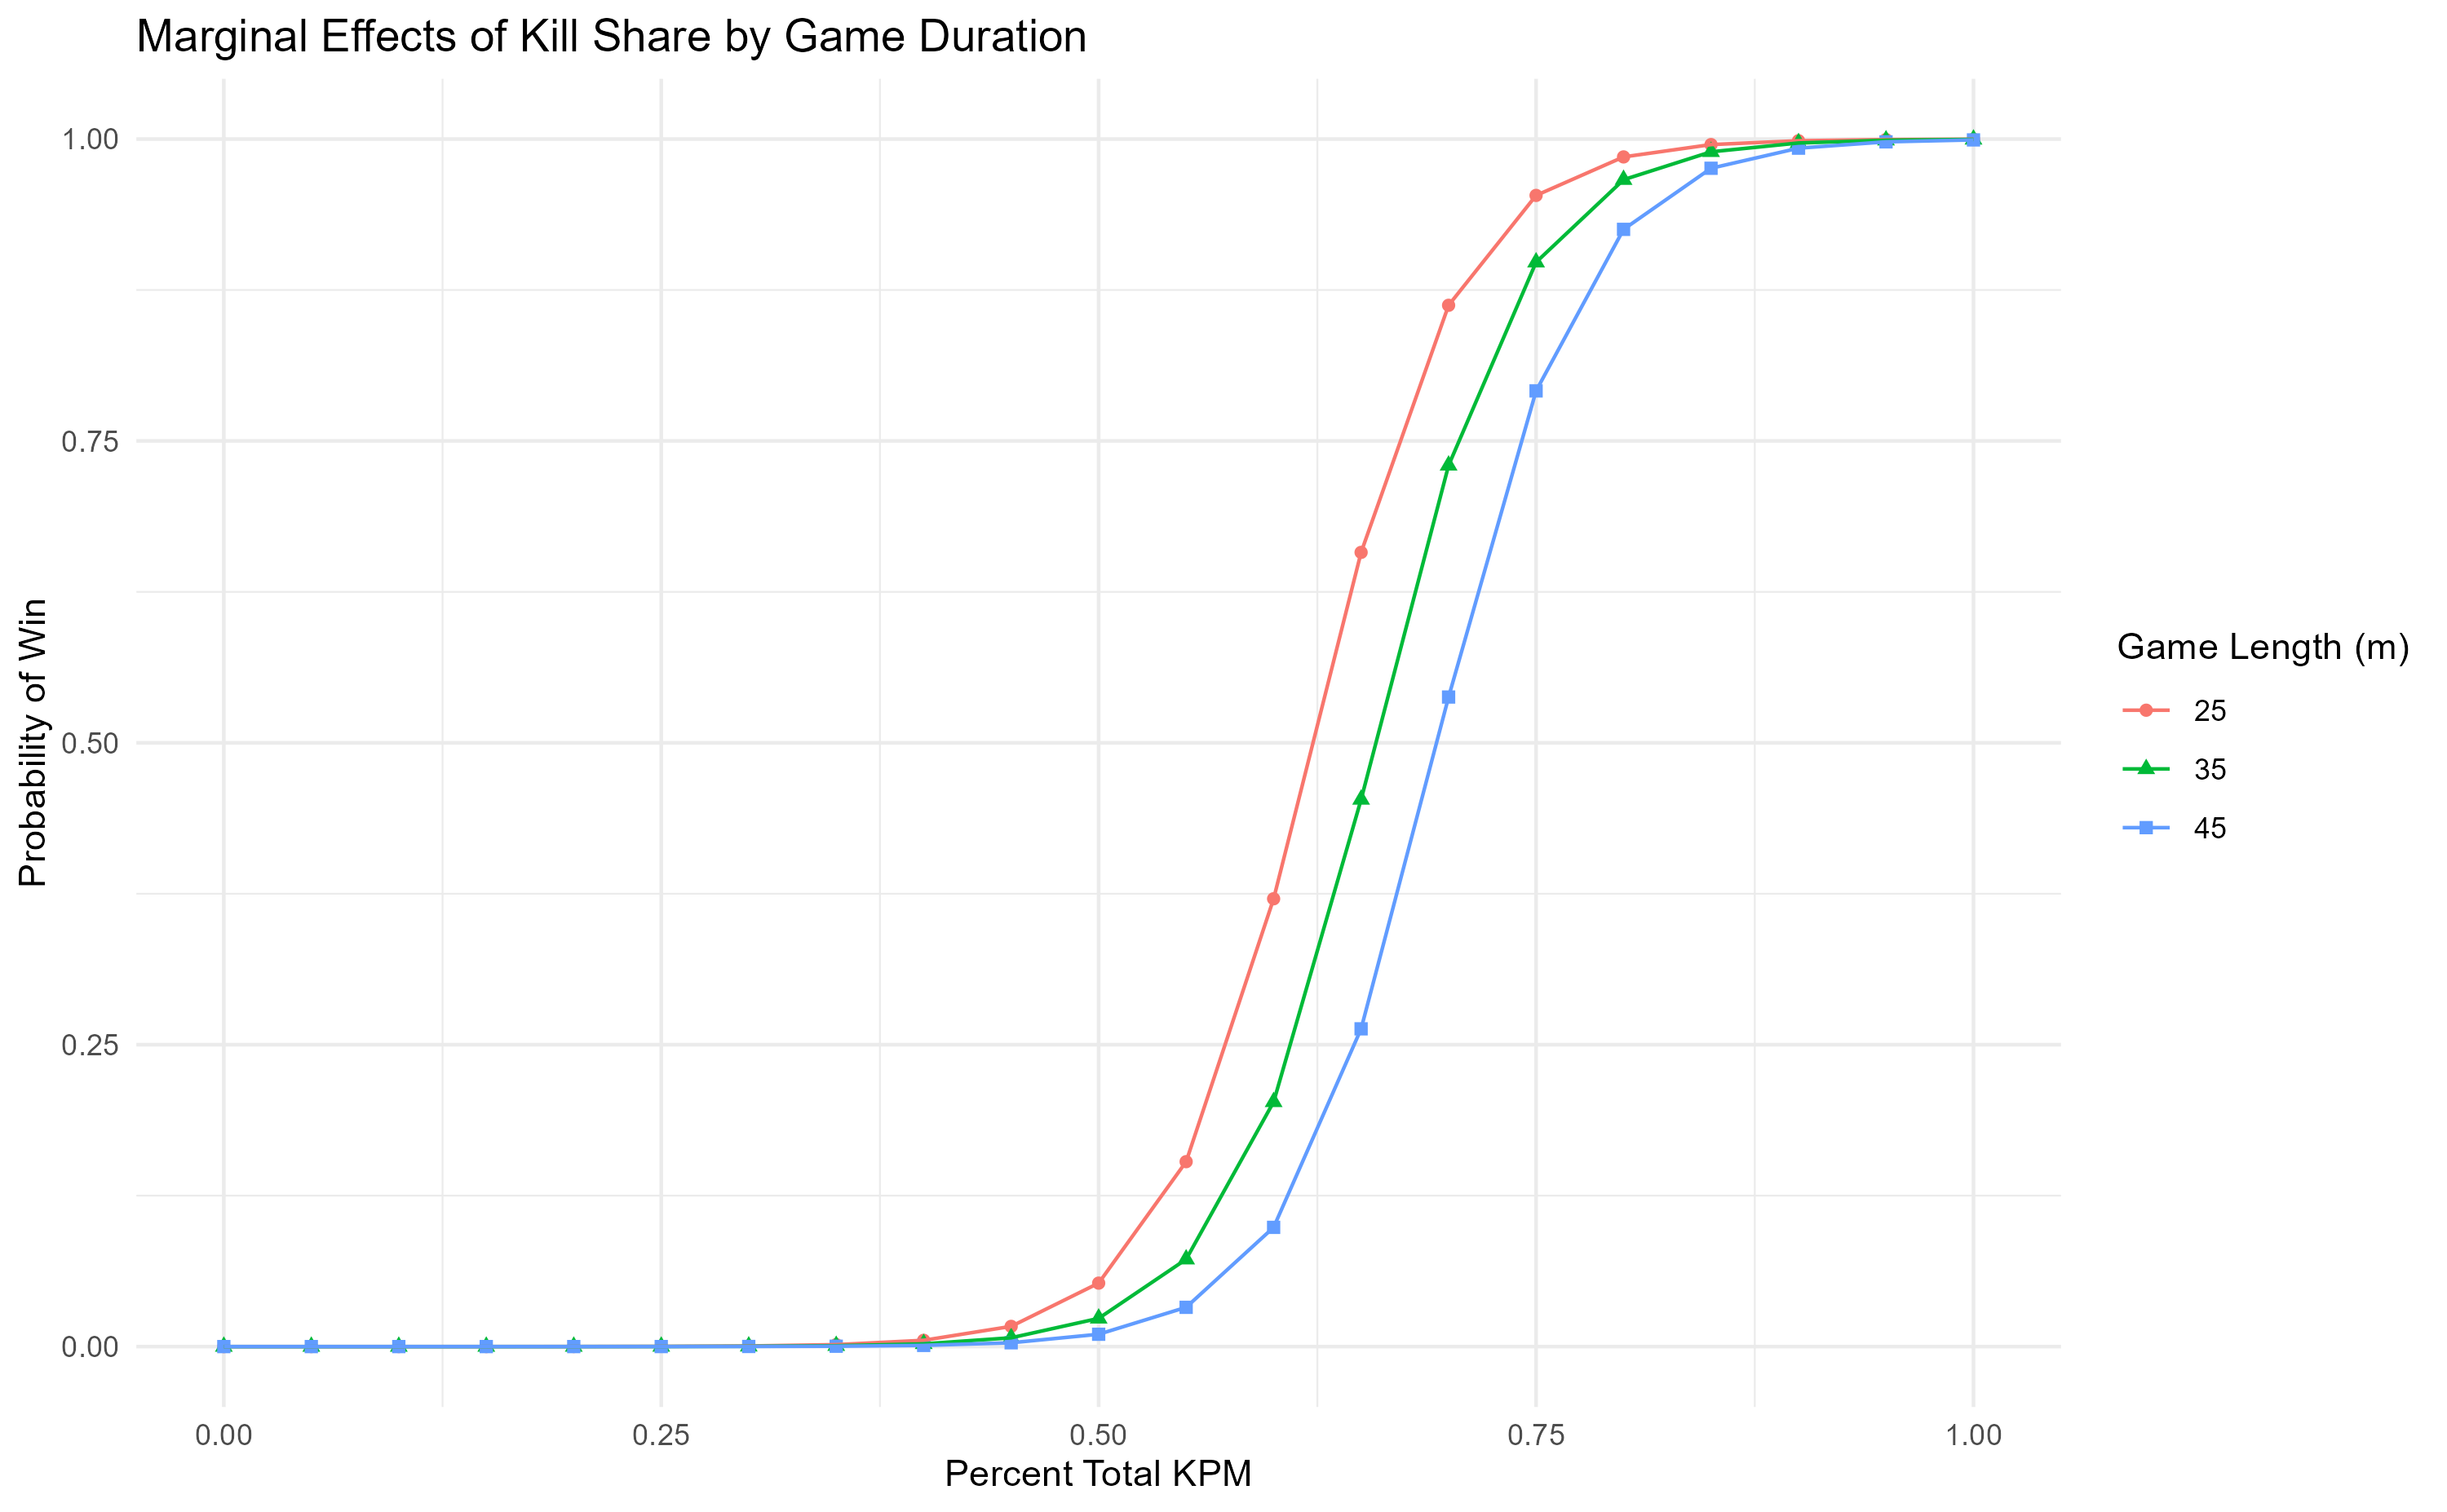 Marginal Effects of Kill Share by Game Duration
1.00
0.75
0.50
0.25
0.00
Probability of Win
0.00 0.25 0.50 0.75 1.00
Percent Total KPM
Game Length (m)
25
35
45